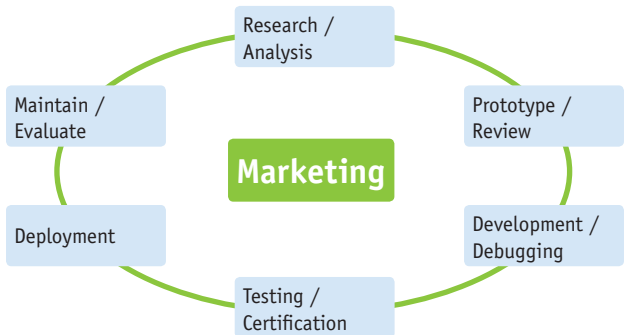 Research /
Analysis
Prototype /
Review
Development /
Debugging
Testing /
Certification
Deployment
Maintain /
Evaluate
Marketing